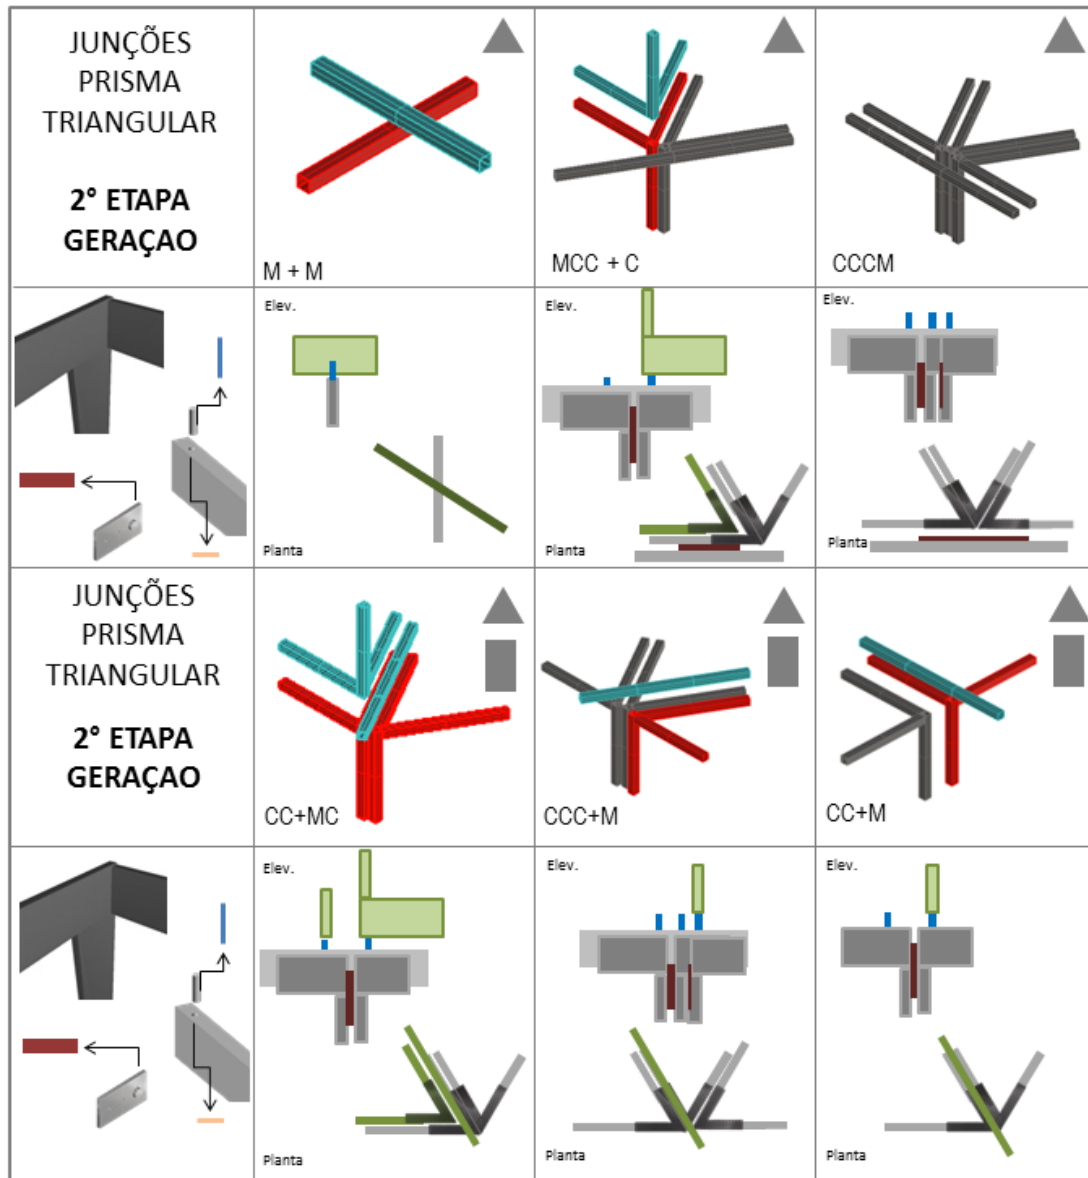 JUNÇÕES
PRISMA
TRIANGULAR
2° ETAPA
GERAÇAO
M + M
MCC + C
CCCM
Elev.
Planta
Elev.
Planta
Elev.
Planta
JUNÇÕES
PRISMA
TRIANGULAR
2° ETAPA
GERAÇAO
CC+MC
CCC+M
CC+M
Elev.
Planta
Elev.
Planta
Elev.
Planta